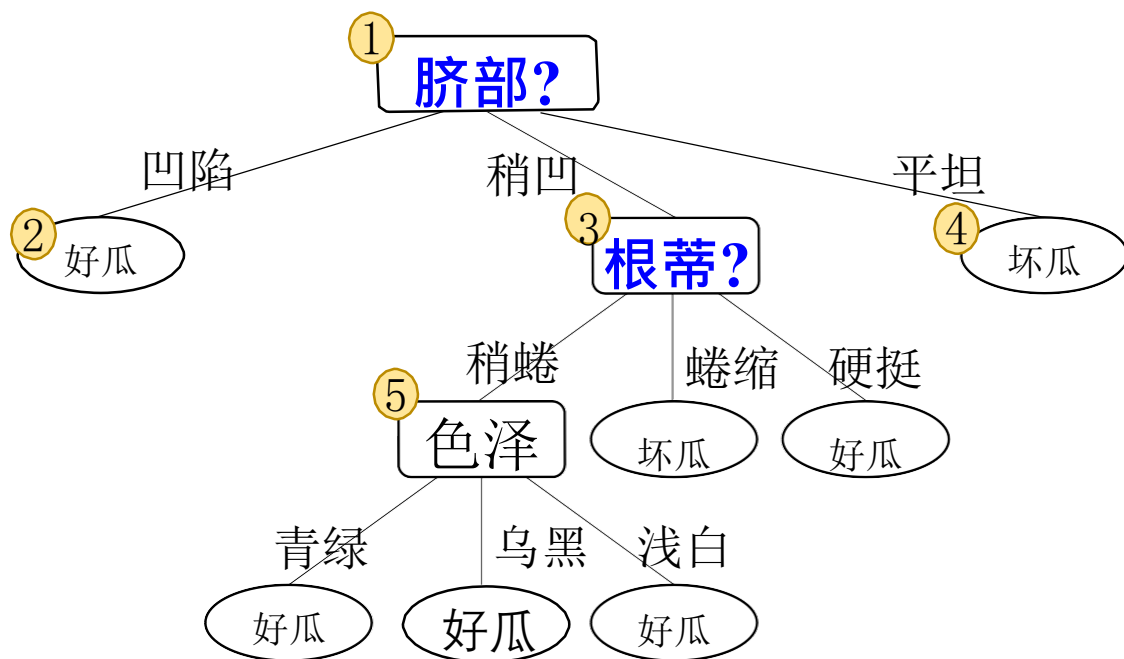 1
脐部?
凹陷
稍凹
平坦
2
好瓜
3
根蒂?
4
坏瓜
稍蜷
蜷缩
硬挺
5
色泽
坏瓜
好瓜
青绿
乌黑
浅白
好瓜
好瓜
好瓜